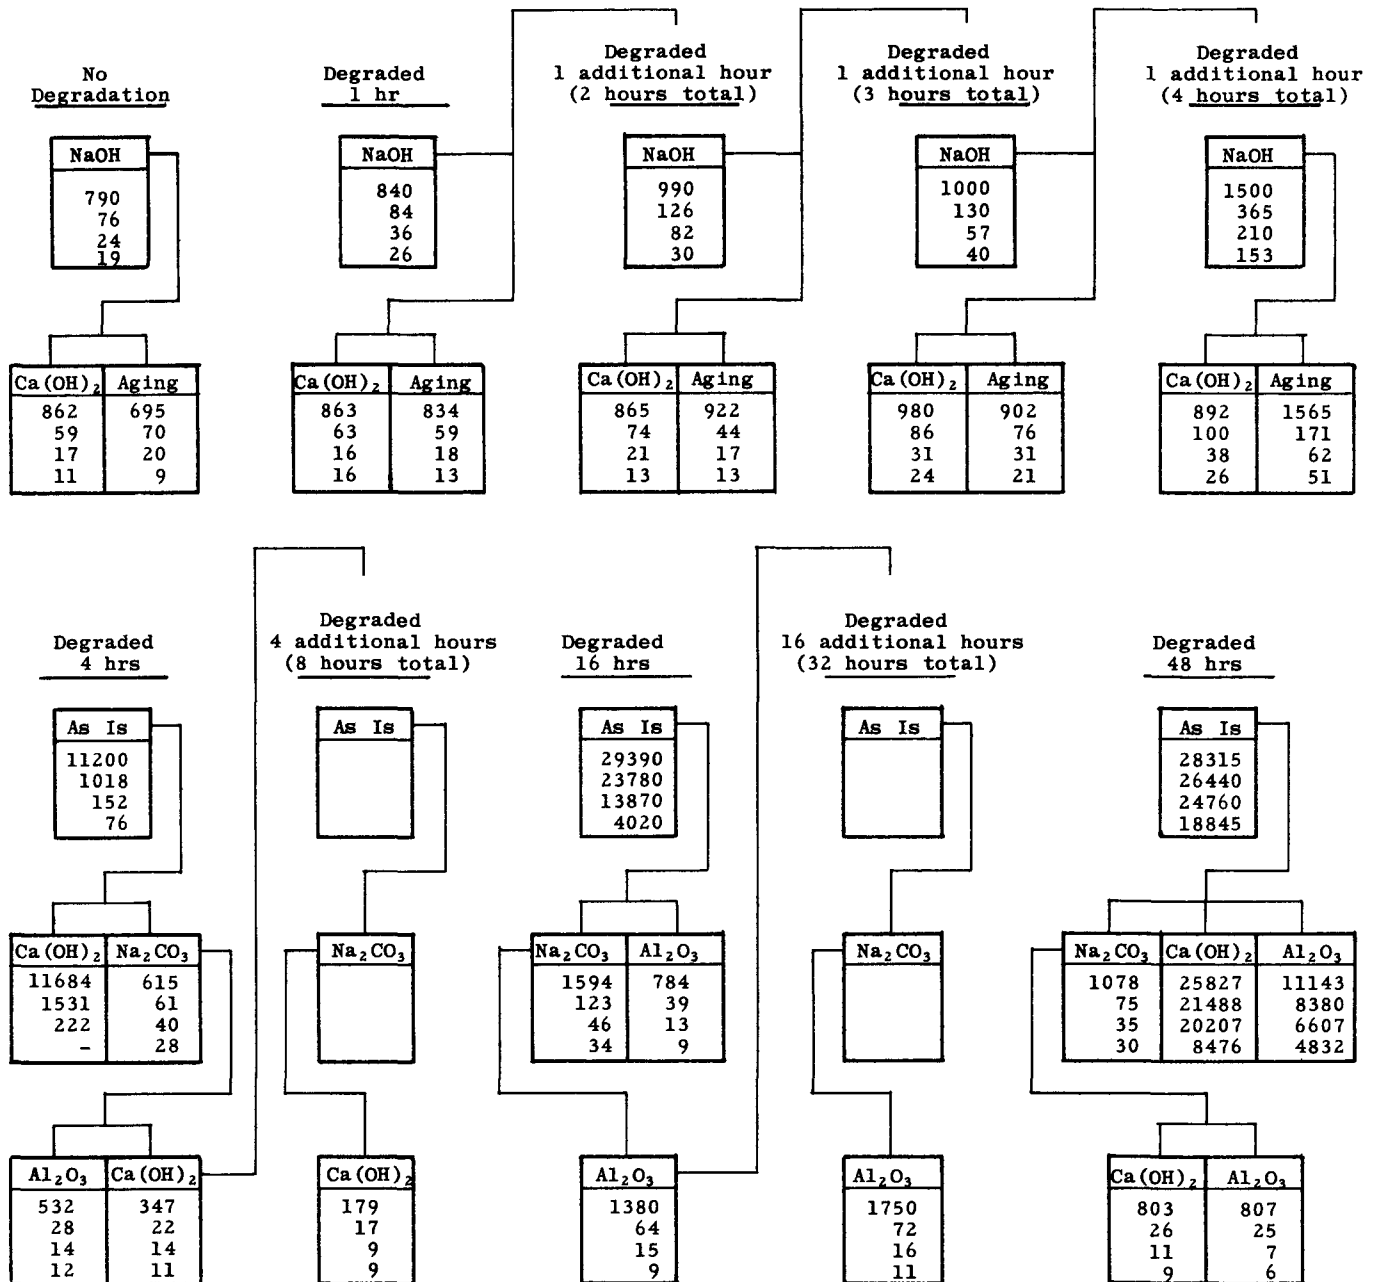 No
Degradation
Degraded
1 hr
Degraded
1 additional hour
(2 hours total)
Degraded
1 additional hour
(3 hours total)
Degraded
1 additional hour
(4 hours total)
NaOH
790
76
24
19
NaOH
840
84
36
26
NaOH
990
126
82
30
NaOH
1000
130
57
40
NaOH
1500
365
210
153
Ca(OH)₂ Aging
862 695
59 70
17 20
11 9
Ca(OH)₂ Aging
863 834
63 59
16 18
16 13
Ca(OH)₂ Aging
865 922
74 44
21 17
13 13
Ca(OH)₂ Aging
980 902
86 76
31 31
24 21
Ca(OH)₂ Aging
892 1565
100 171
38 62
26 51
Degraded
4 hrs
Degraded
4 additional hours
(8 hours total)
Degraded
16 hrs
Degraded
16 additional hours
(32 hours total)
Degraded
48 hrs
As Is
11200
1018
152
76
As Is
As Is
29390
23780
13870
4020
As Is
As Is
28315
26440
24760
18845
Ca(OH)₂ Na₂CO₃
11684 615
1531 61
222 40
– 28
Na₂CO₃
Na₂CO₃ Al₂O₃
1594 784
123 39
46 13
34 9
Na₂CO₃
Na₂CO₃ Ca(OH)₂ Al₂O₃
1078 25827 11143
75 21488 8380
35 20207 6607
30 8476 4832
Al₂O₃ Ca(OH)₂
532 347
28 22
14 14
12 11
Ca(OH)₂
179
17
9
9
Al₂O₃
1380
64
15
9
Al₂O₃
1750
72
16
11
Ca(OH)₂ Al₂O₃
803 807
26 25
11 7
9 6